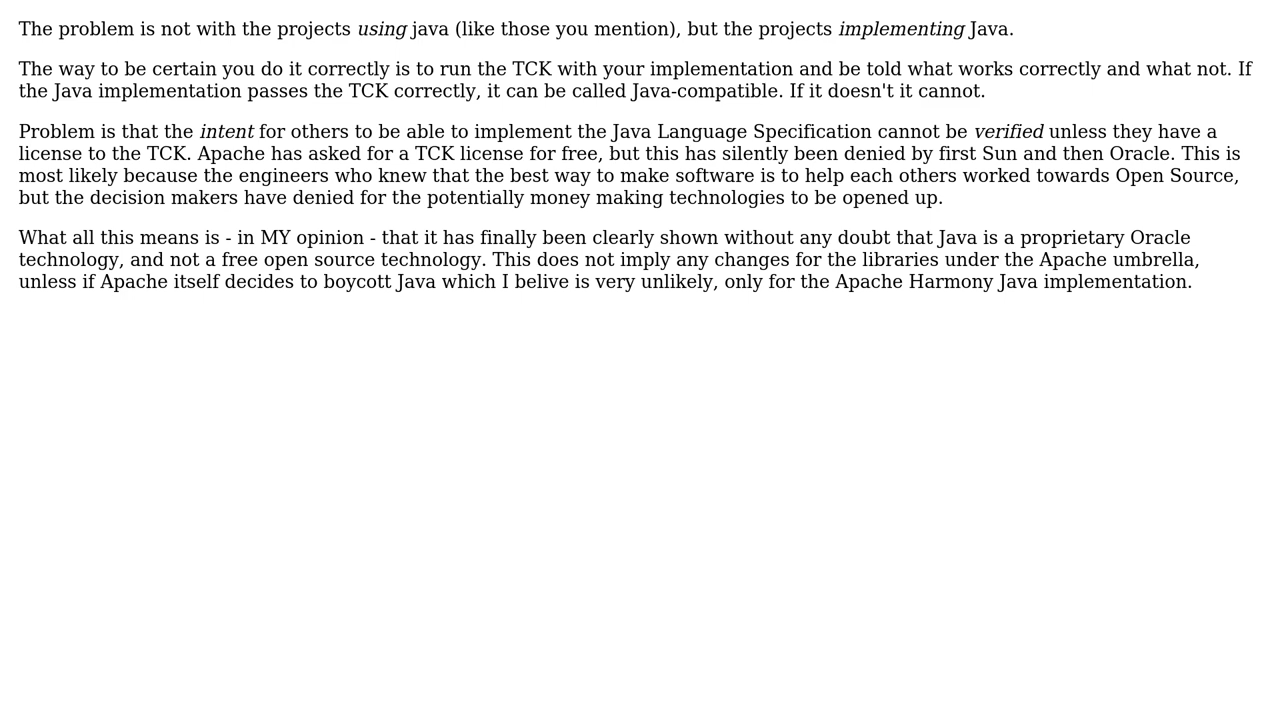 The problem is not with the projects using java (like those you mention), but the projects implementing Java.
The way to be certain you do it correctly is to run the TCK with your implementation and be told what works correctly and what not. If
the Java implementation passes the TCK correctly, it can be called Java-compatible. If it doesn't it cannot.
Problem is that the intent for others to be able to implement the Java Language Specification cannot be verified unless they have a
license to the TCK. Apache has asked for a TCK license for free, but this has silently been denied by first Sun and then Oracle. This is
most likely because the engineers who knew that the best way to make software is to help each others worked towards Open Source,
but the decision makers have denied for the potentially money making technologies to be opened up.
What all this means is - in MY opinion - that it has finally been clearly shown without any doubt that Java is a proprietary Oracle
technology, and not a free open source technology. This does not imply any changes for the libraries under the Apache umbrella,
unless if Apache itself decides to boycott Java which I belive is very unlikely, only for the Apache Harmony Java implementation.